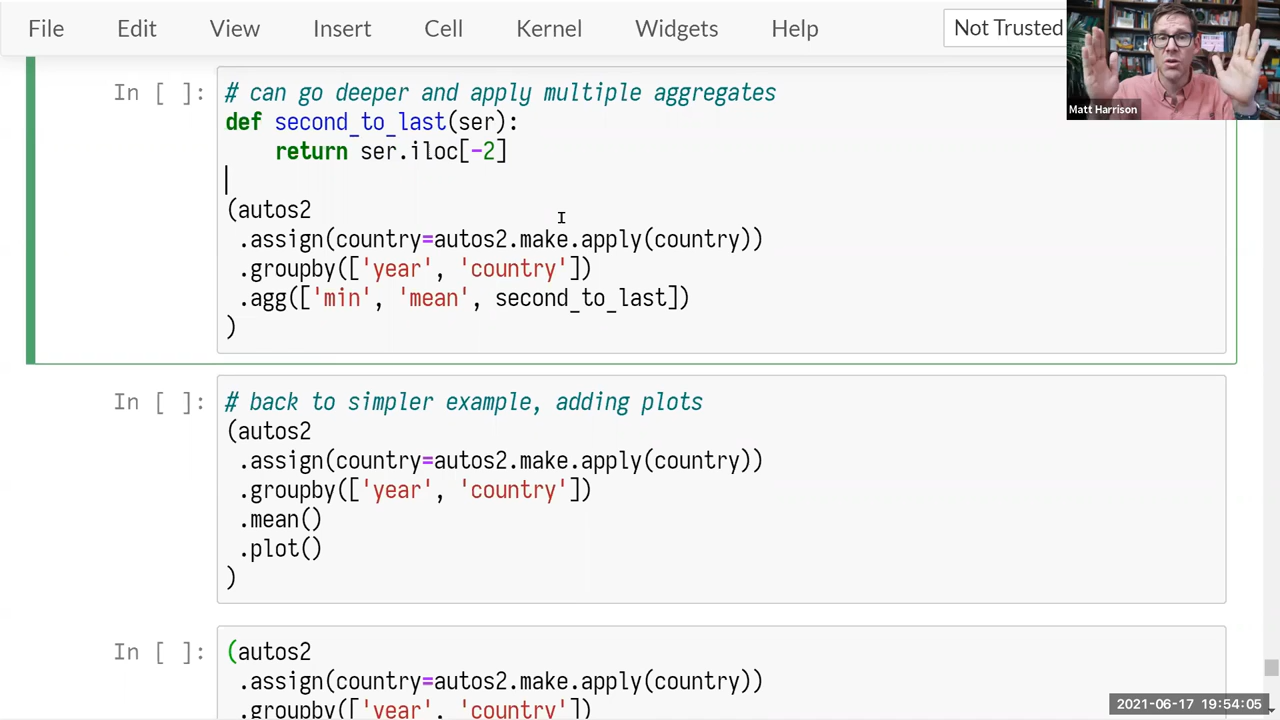 File Edit View Insert Cell Kernel Widgets Help Not Trusted
Matt Harrison
In [ ]:
# can go deeper and apply multiple aggregates
def second_to_last(ser):
    return ser.iloc[-2]

(autos2
 .assign(country=autos2.make.apply(country))
 .groupby(['year', 'country'])
 .agg(['min', 'mean', second_to_last])
)
In [ ]:
# back to simpler example, adding plots
(autos2
 .assign(country=autos2.make.apply(country))
 .groupby(['year', 'country'])
 .mean()
 .plot()
)
In [ ]:
(autos2
 .assign(country=autos2.make.apply(country))
 .groupby(['year', 'country'])
2021-06-17 19:54:05